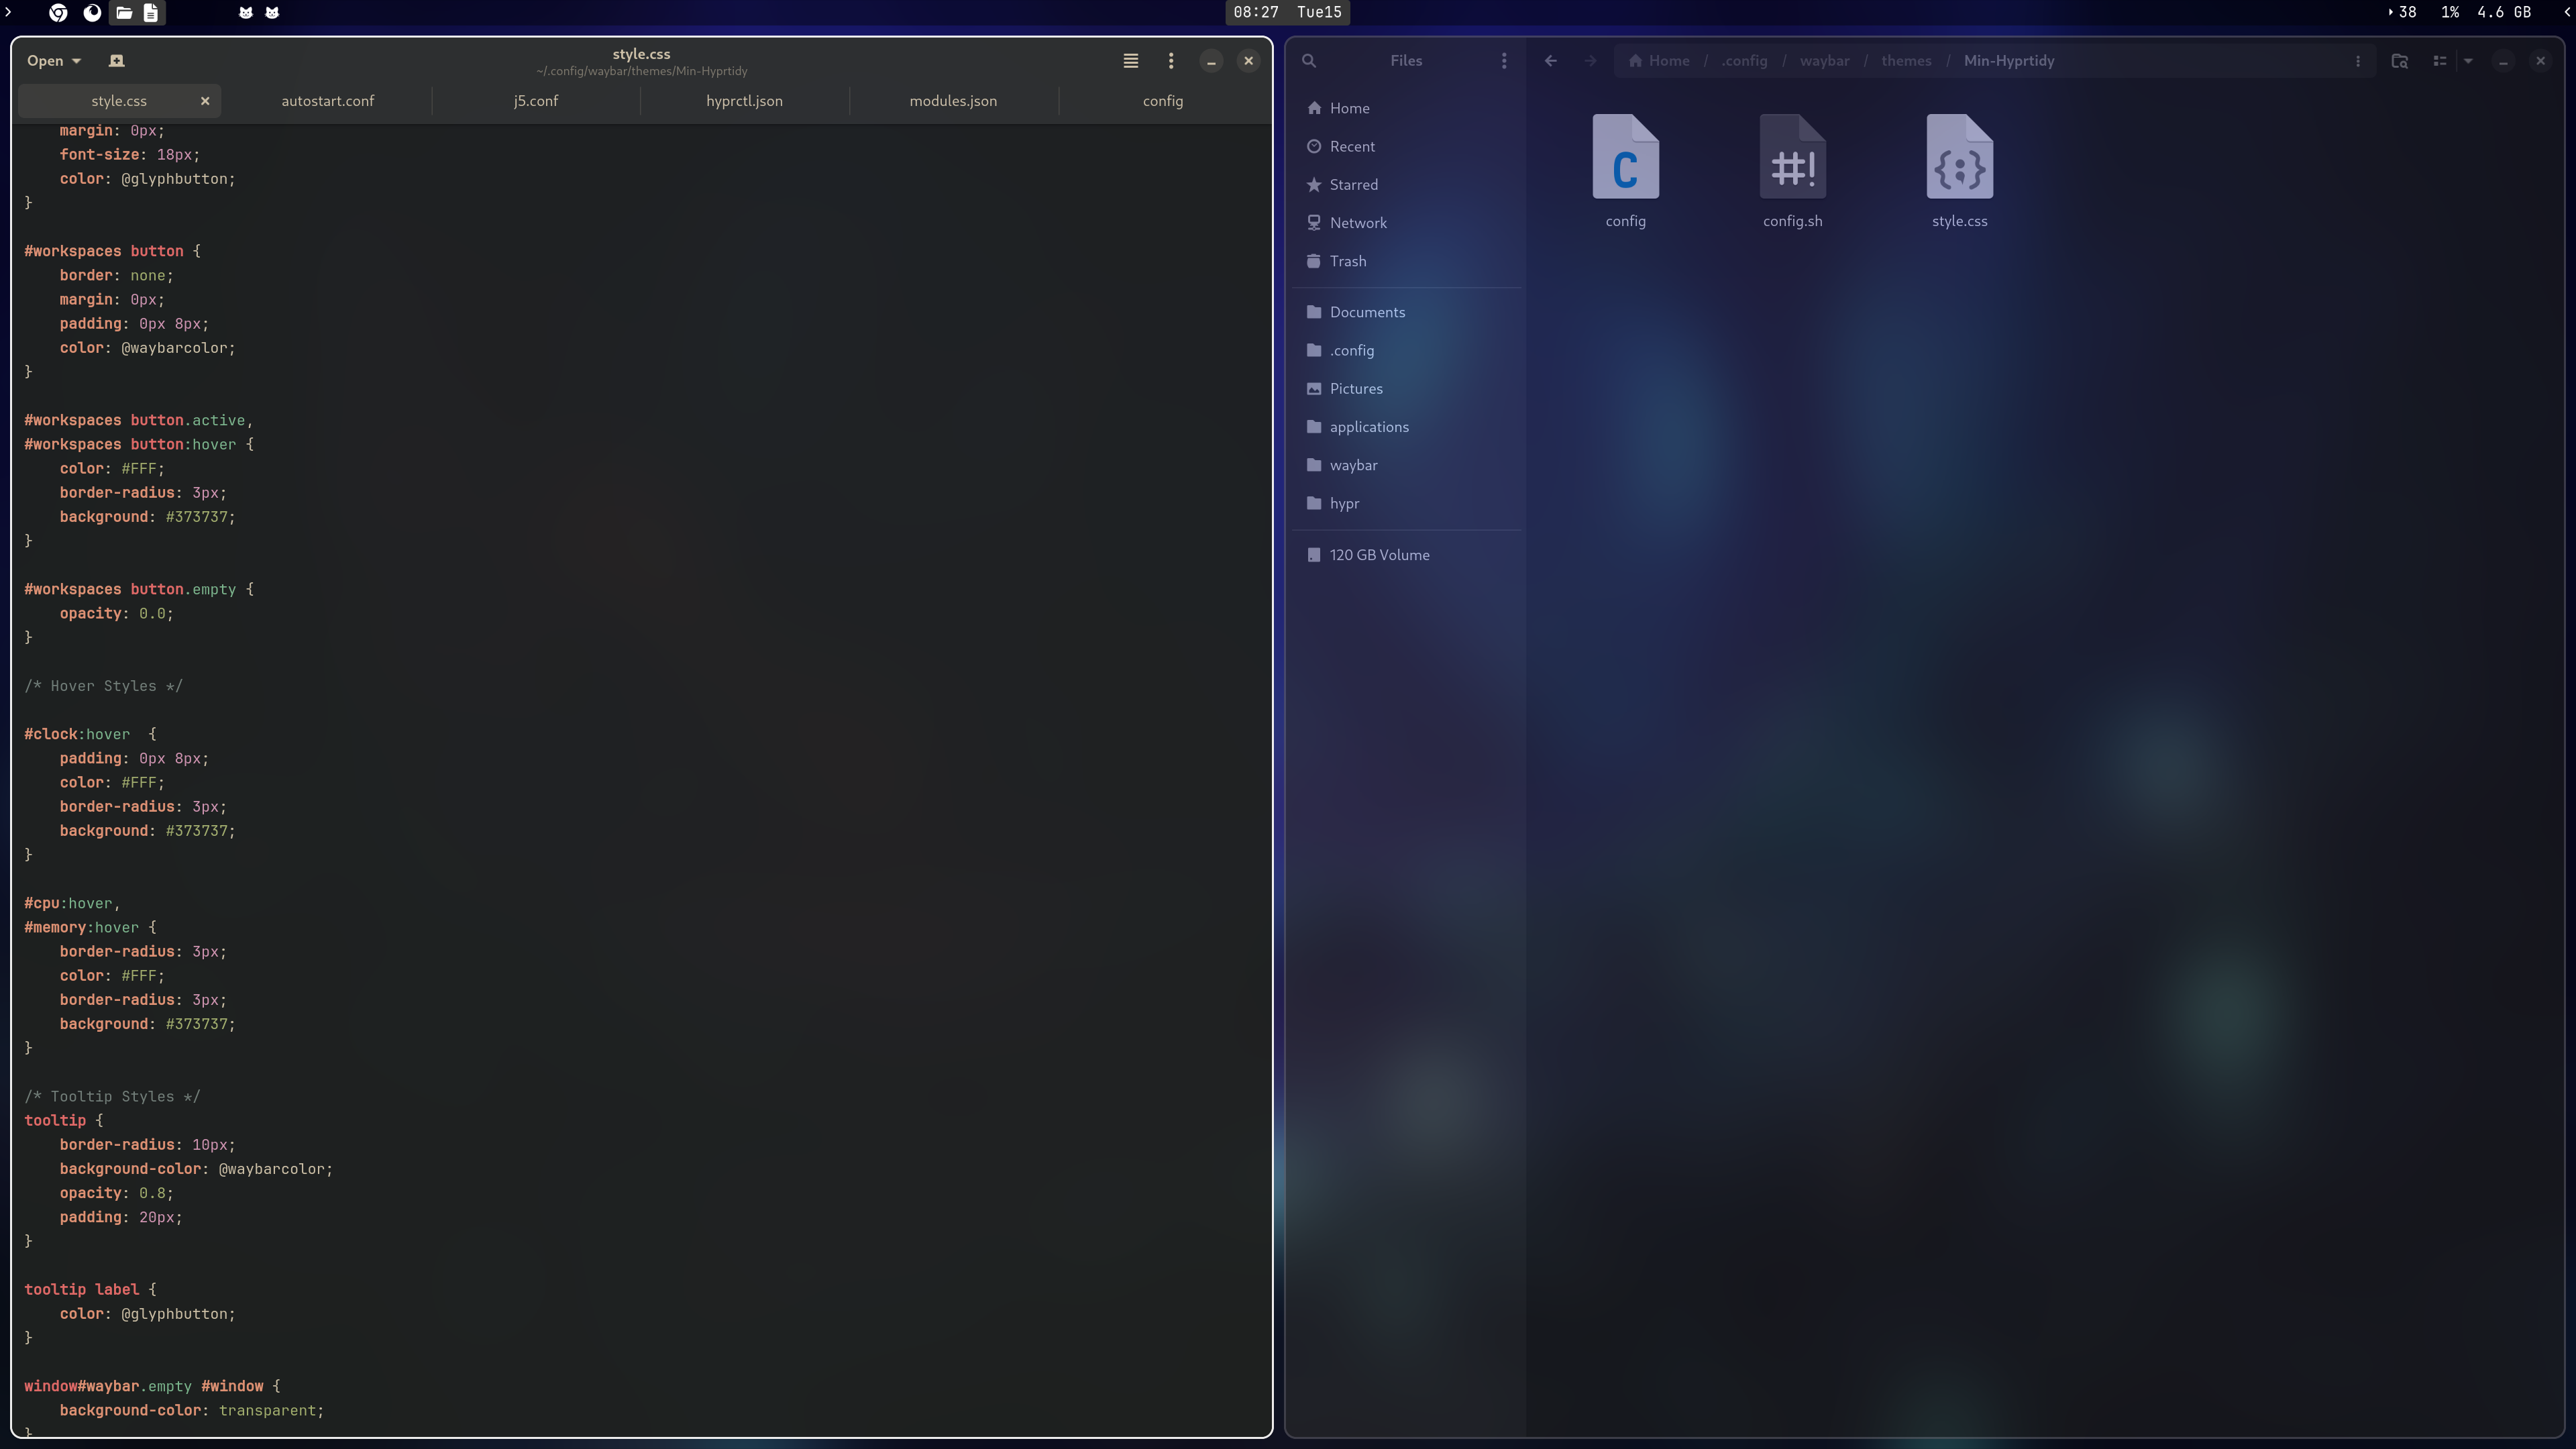 08:27 Tue15
38 1% 4.6 GB
Open
style.css
~/.config/waybar/themes/Min-Hyprtidy
style.css autostart.conf j5.conf hyprctl.json modules.json config
margin: 0px;
font-size: 18px;
color: @glyphbutton;
}
#workspaces button {
border: none;
margin: 0px;
padding: 0px 8px;
color: @waybarcolor;
}
#workspaces button.active,
#workspaces button:hover {
color: #FFF;
border-radius: 3px;
background: #373737;
}
#workspaces button.empty {
opacity: 0.0;
}
/* Hover Styles */
#clock:hover  {
padding: 0px 8px;
color: #FFF;
border-radius: 3px;
background: #373737;
}
#cpu:hover,
#memory:hover {
border-radius: 3px;
color: #FFF;
border-radius: 3px;
background: #373737;
}
/* Tooltip Styles */
tooltip {
border-radius: 10px;
background-color: @waybarcolor;
opacity: 0.8;
padding: 20px;
}
tooltip label {
color: @glyphbutton;
}
window#waybar.empty #window {
background-color: transparent;
}
Files
Home / .config / waybar / themes / Min-Hyprtidy
Home
Recent
Starred
Network
Trash
Documents
.config
Pictures
applications
waybar
hypr
120 GB Volume
C #! {;}
config config.sh style.css